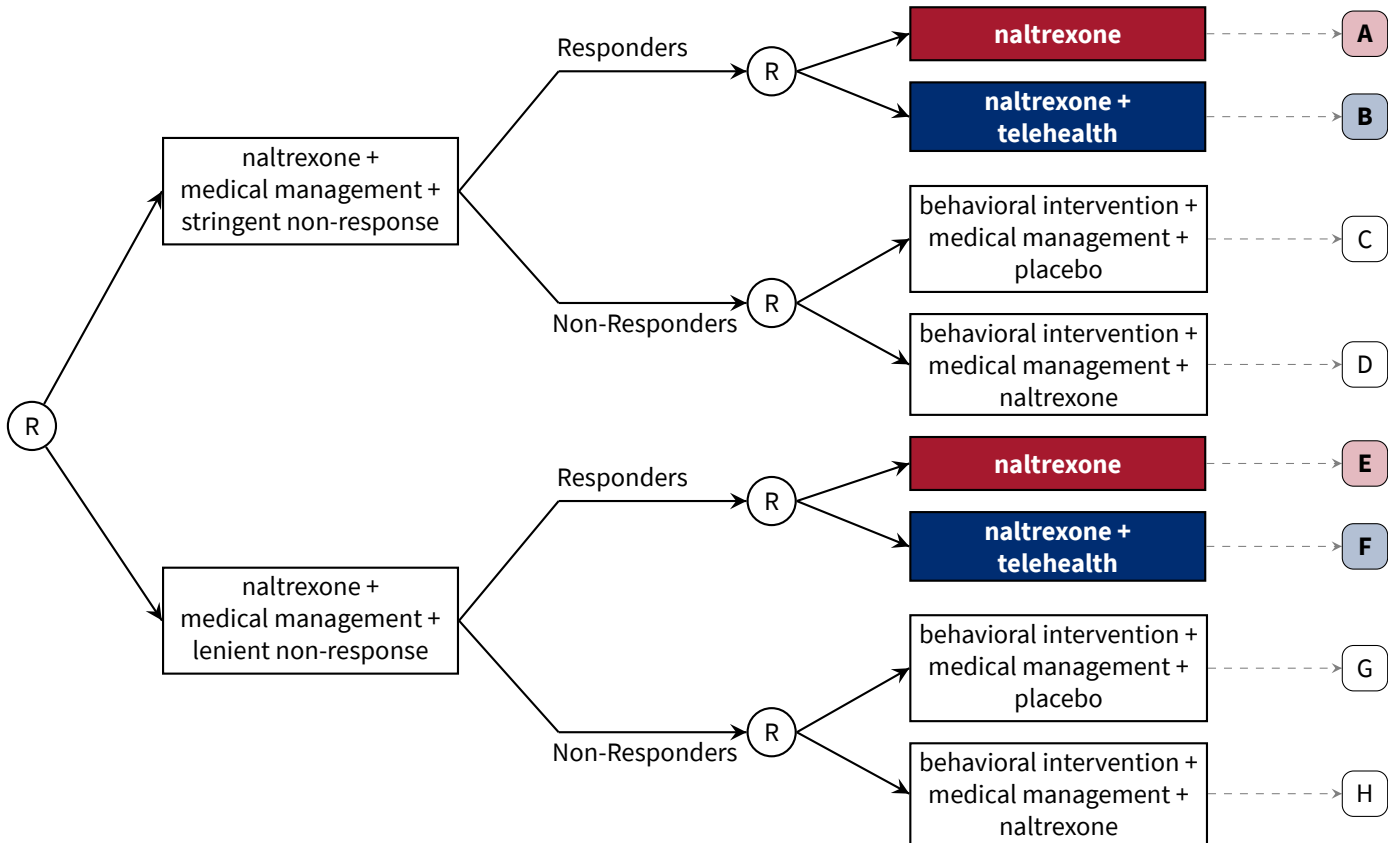 R
naltrexone +
medical management +
stringent non-response
Responders
R
naltrexone
A
naltrexone +
telehealth
B
Non-Responders
R
behavioral intervention +
medical management +
placebo
C
behavioral intervention +
medical management +
naltrexone
D
naltrexone +
medical management +
lenient non-response
Responders
R
naltrexone
E
naltrexone +
telehealth
F
Non-Responders
R
behavioral intervention +
medical management +
placebo
G
behavioral intervention +
medical management +
naltrexone
H